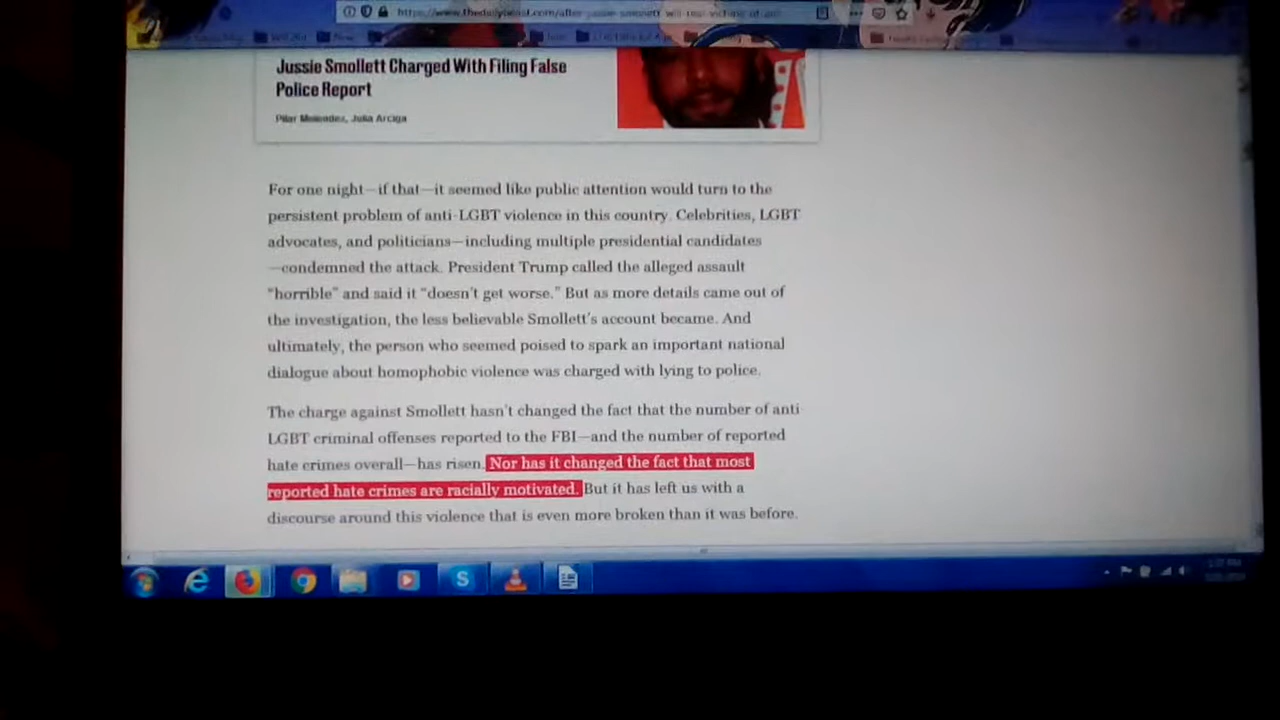 Jussie Smollett Charged With Filing False
Police Report
Pilar Melendez, Julia Arciga
For one night—if that—it seemed like public attention would turn to the
persistent problem of anti-LGBT violence in this country. Celebrities, LGBT
advocates, and politicians—including multiple presidential candidates
—condemned the attack. President Trump called the alleged assault
“horrible” and said it “doesn’t get worse.” But as more details came out of
the investigation, the less believable Smollett’s account became. And
ultimately, the person who seemed poised to spark an important national
dialogue about homophobic violence was charged with lying to police.
The charge against Smollett hasn’t changed the fact that the number of anti
LGBT criminal offenses reported to the FBI—and the number of reported
hate crimes overall—has risen. Nor has it changed the fact that most
reported hate crimes are racially motivated. But it has left us with a
discourse around this violence that is even more broken than it was before.